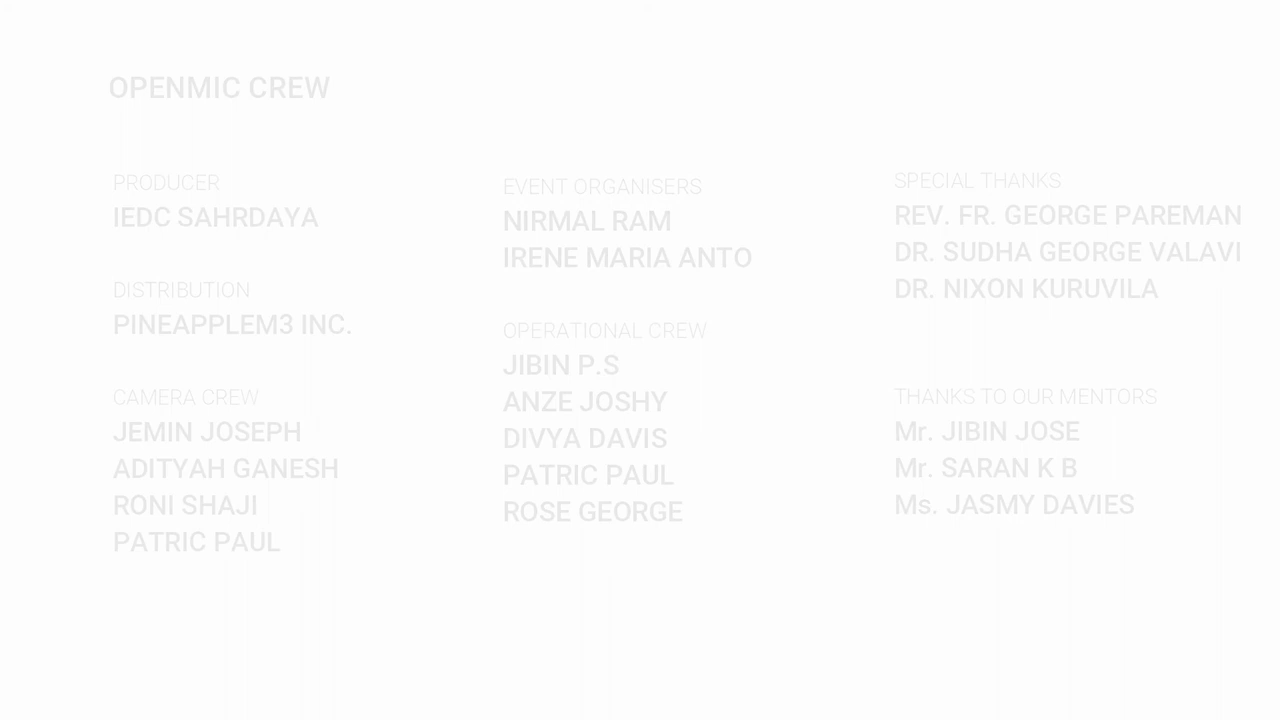 OPENMIC CREW
PRODUCER
IEDC SAHRDAYA
DISTRIBUTION
PINEAPPLEM3 INC.
CAMERA CREW
JEMIN JOSEPH
ADITYAH GANESH
RONI SHAJI
PATRIC PAUL
EVENT ORGANISERS
NIRMAL RAM
IRENE MARIA ANTO
OPERATIONAL CREW
JIBIN P.S
ANZE JOSHY
DIVYA DAVIS
PATRIC PAUL
ROSE GEORGE
SPECIAL THANKS
REV. FR. GEORGE PAREMAN
DR. SUDHA GEORGE VALAVI
DR. NIXON KURUVILA
THANKS TO OUR MENTORS
Mr. JIBIN JOSE
Mr. SARAN K B
Ms. JASMY DAVIES